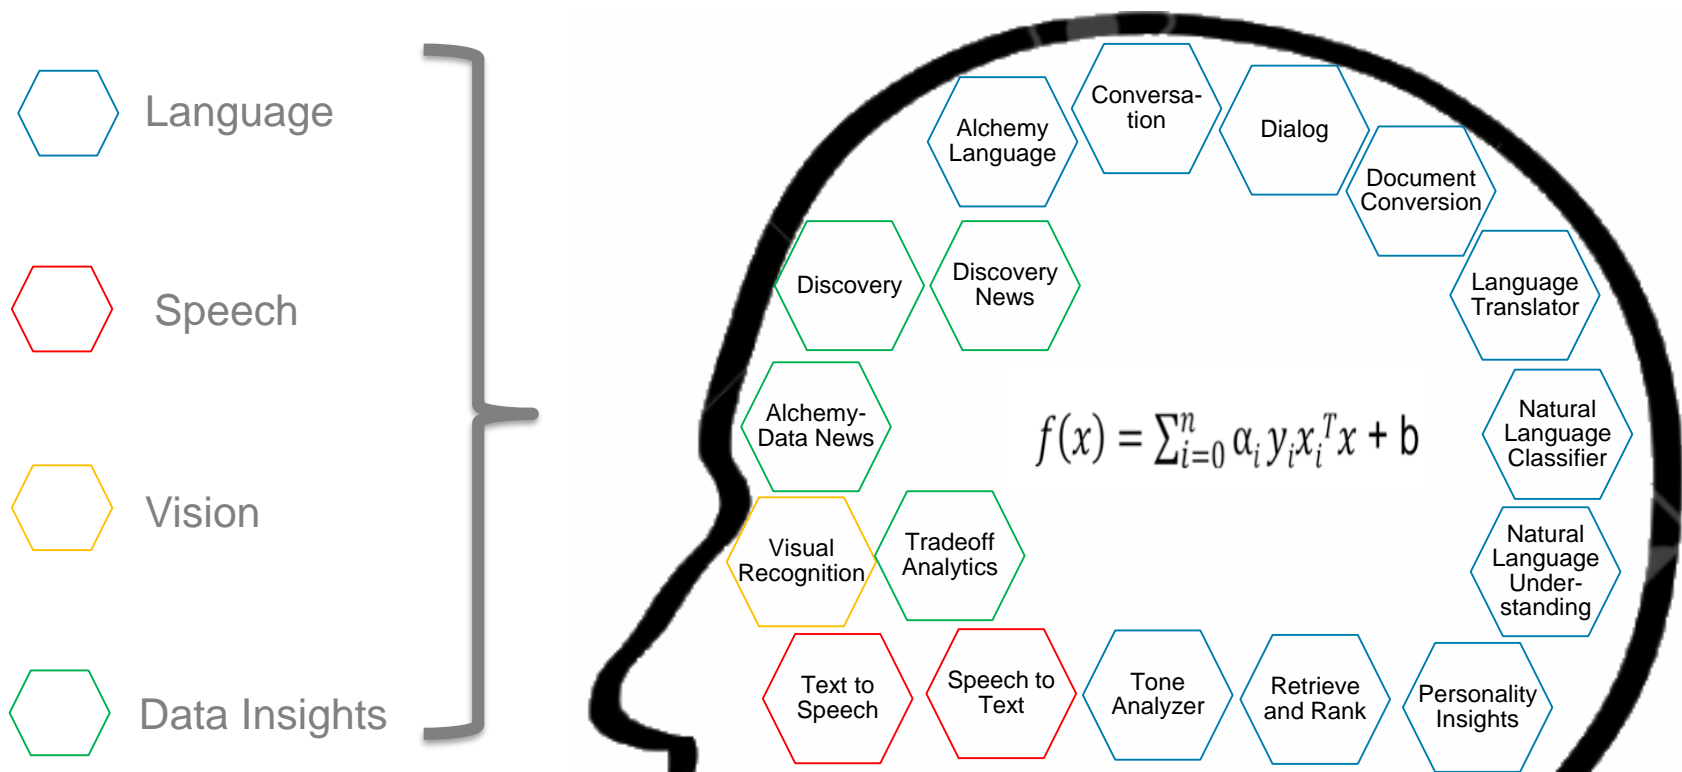 Language
Speech
Vision
Data Insights
Alchemy
Language
Conversa-
tion
Dialog
Document
Conversion
Discovery
Discovery
News
Language
Translator
Alchemy-
Data News
f(x) = ∑ⁿᵢ₌₀ αᵢ yᵢxᵢᵀx + b
Natural
Language
Classifier
Visual
Recognition
Tradeoff
Analytics
Natural
Language
Under-
standing
Text to
Speech
Speech to
Text
Tone
Analyzer
Retrieve
and Rank
Personality
Insights